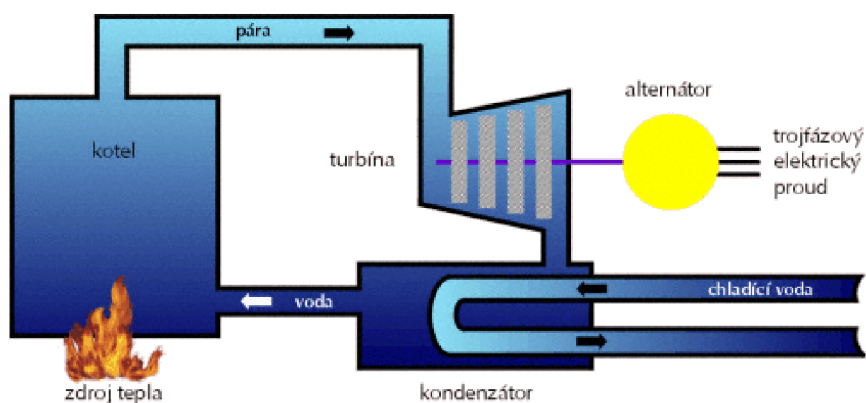 pára
alternátor
kotel
turbína
trojfázový
elektrický
proud
voda
chladící voda
zdroj tepla
kondenzátor